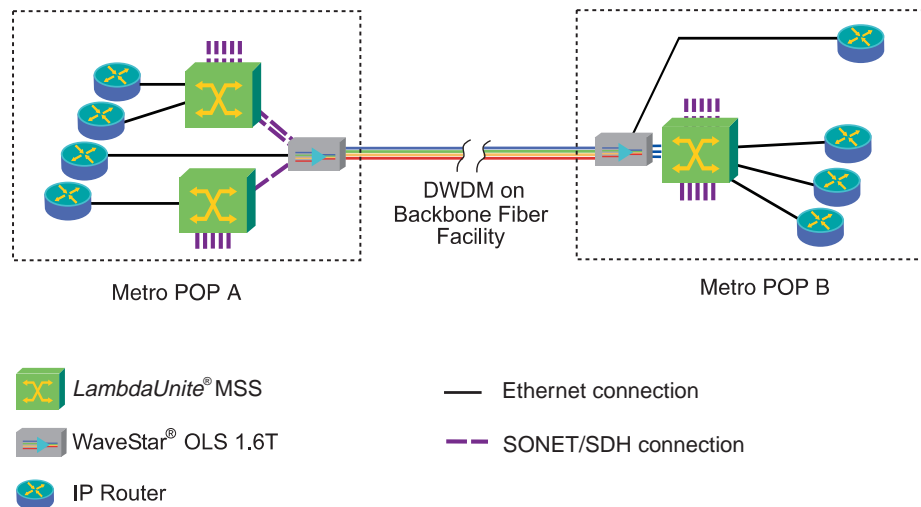 DWDM on
Backbone Fiber
Facility
Metro POP A
Metro POP B
LambdaUnite® MSS
Ethernet connection
WaveStar® OLS 1.6T
SONET/SDH connection
IP Router